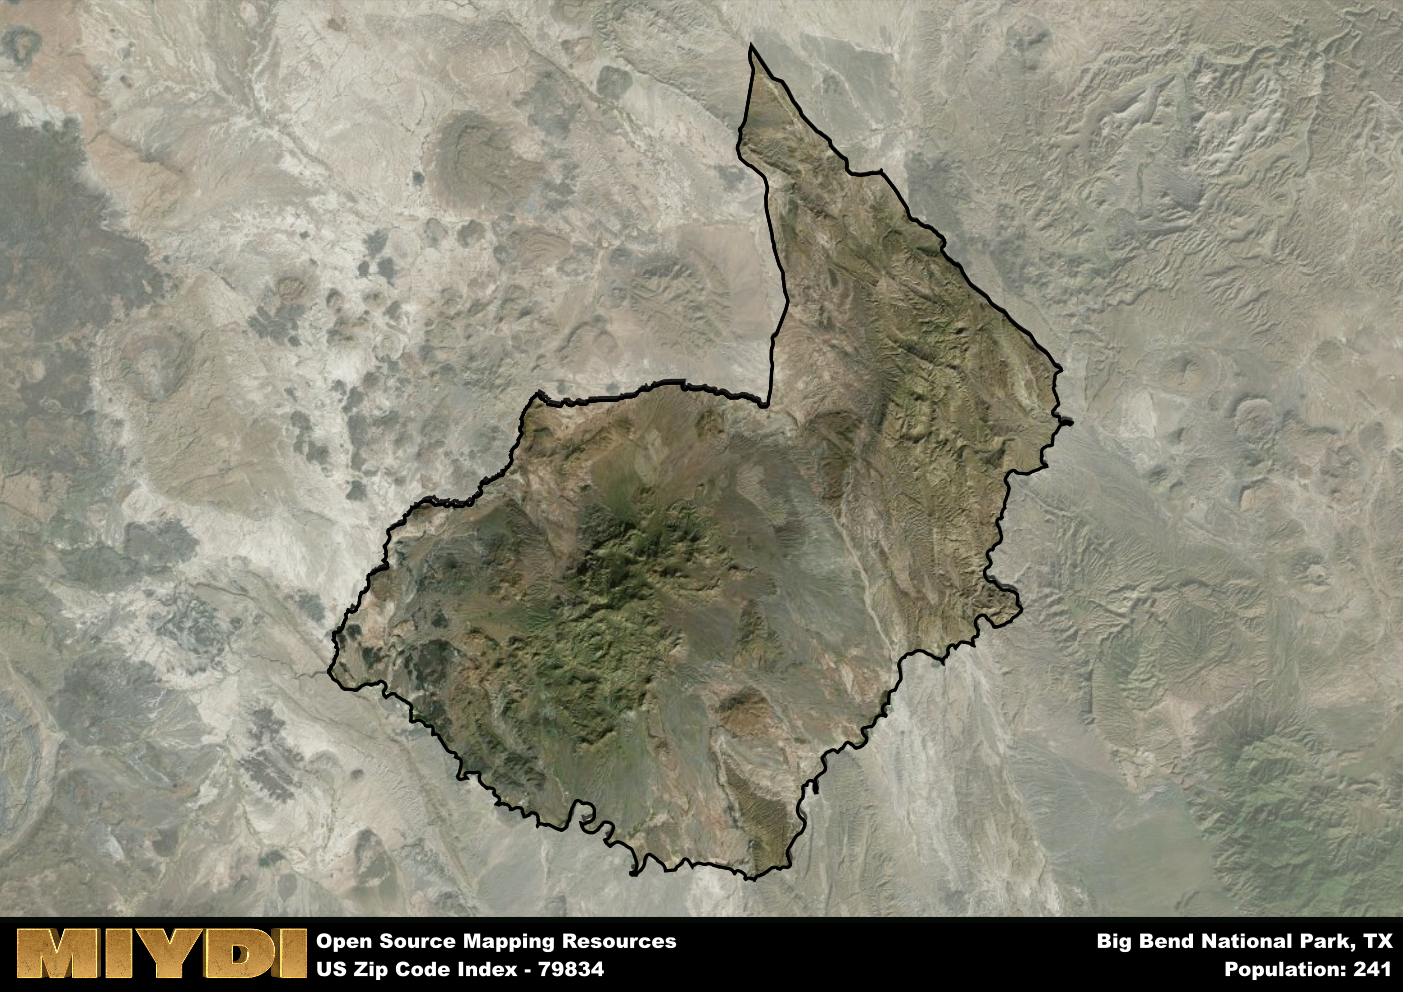 MIYDI
Open Source Mapping Resources
US Zip Code Index - 79834
Big Bend National Park, TX
Population: 241